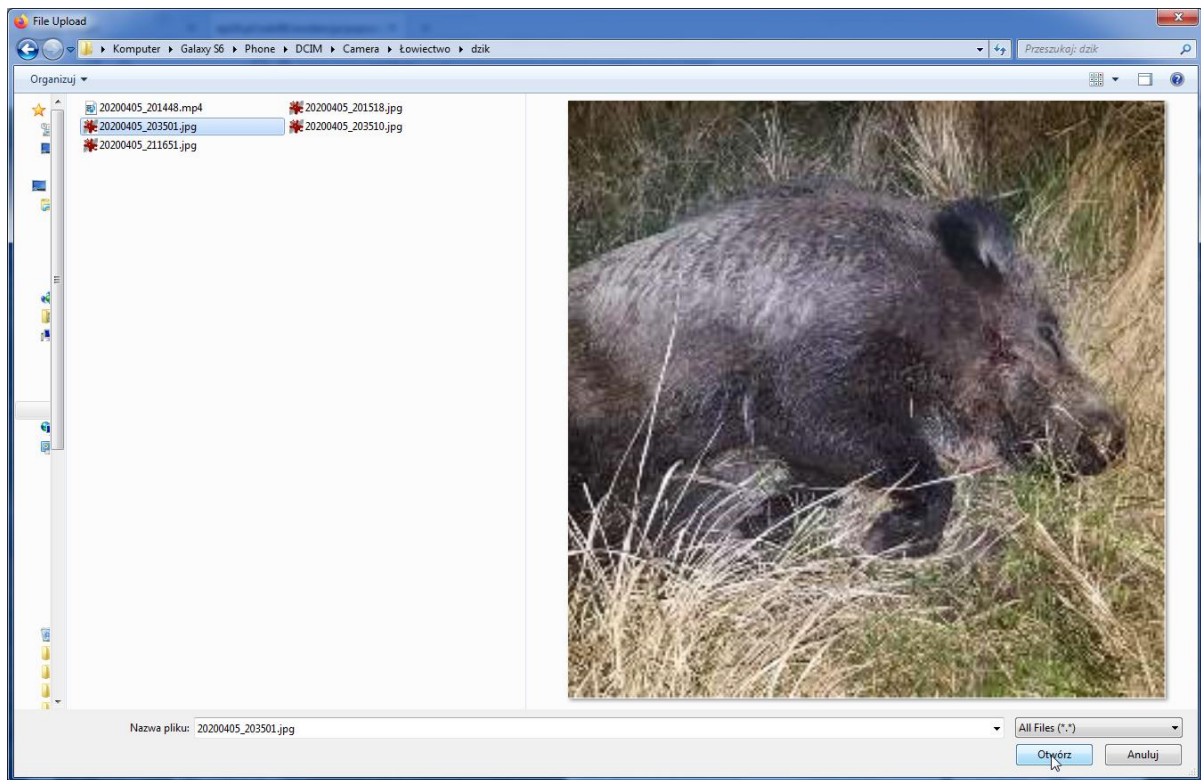 File Upload
Komputer Galaxy S6 Phone DCIM Camera Łowiectwo dzik
Przeszukaj: dzik
Organizuj
20200405_201448.mp4 20200405_201518.jpg
20200405_203501.jpg 20200405_203510.jpg
20200405_211651.jpg
Nazwa pliku: 20200405_203501.jpg All Files (*.*)
Otwórz Anuluj